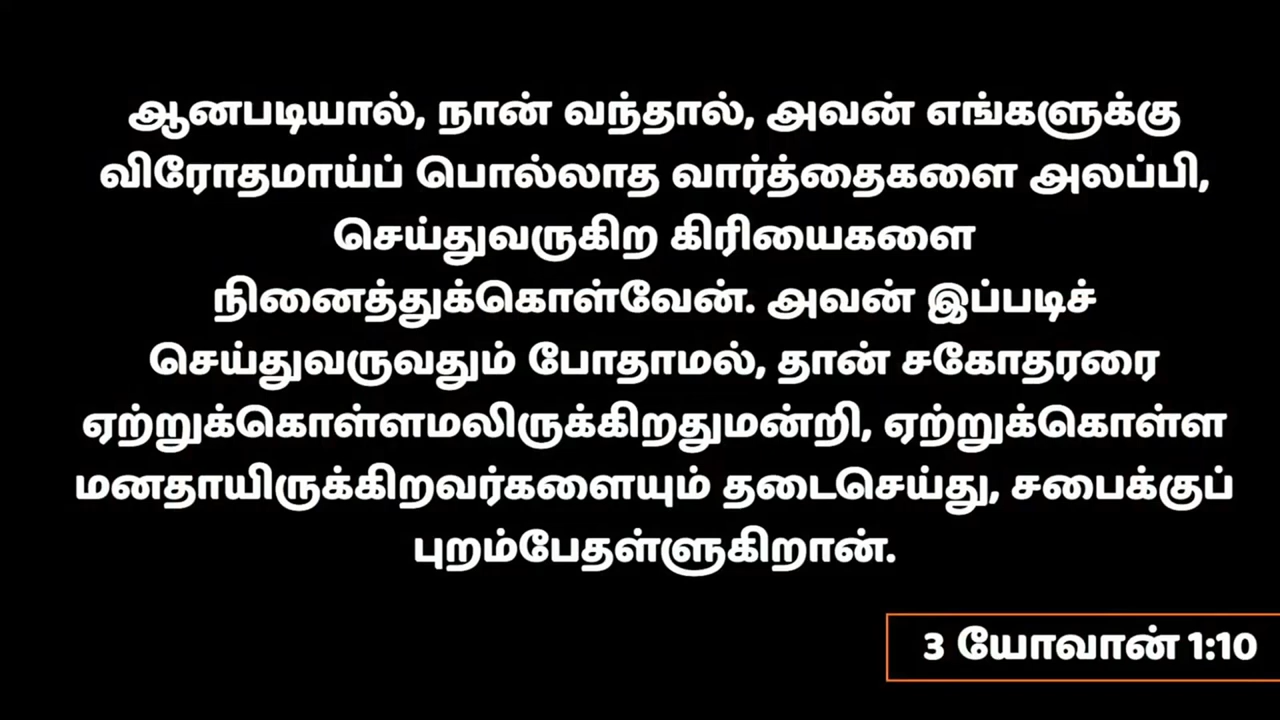 ஆனபடியால், நான் வந்தால், அவன் எங்களுக்கு
விரோதமாய்ப் பொல்லாத வார்த்தைகளை அலப்பி,
செய்துவருகிற கிரியைகளை
நினைத்துக்கொள்வேன். அவன் இப்படிச்
செய்துவருவதும் போதாமல், தான் சகோதரரை
ஏற்றுக்கொள்ளமலிருக்கிறதுமன்றி, ஏற்றுக்கொள்ள
மனதாயிருக்கிறவர்களையும் தடைசெய்து, சபைக்குப்
புறம்பேதள்ளுகிறான்.
3 யோவான் 1:10